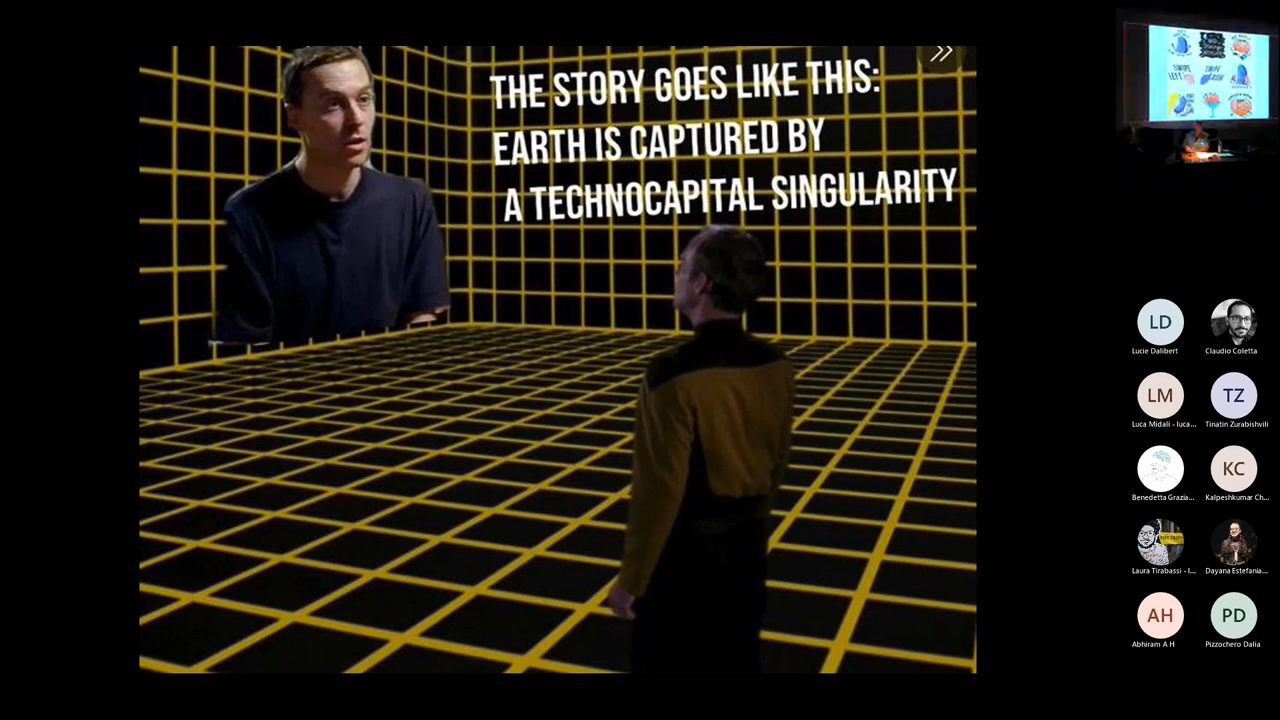 THE STORY GOES LIKE THIS:
EARTH IS CAPTURED BY
A TECHNOCAPITAL SINGULARITY
LD
Lucie Dalibert
Claudio Coletta
LM
Luca Midali - luca...
TZ
Tinatin Zurabishvili
Benedetta Grazia...
KC
Kalpeshkumar Ch...
Laura Tirabassi - l...
Dayana Estefania...
AH
Abhiram A H
PD
Pizzochero Dalia